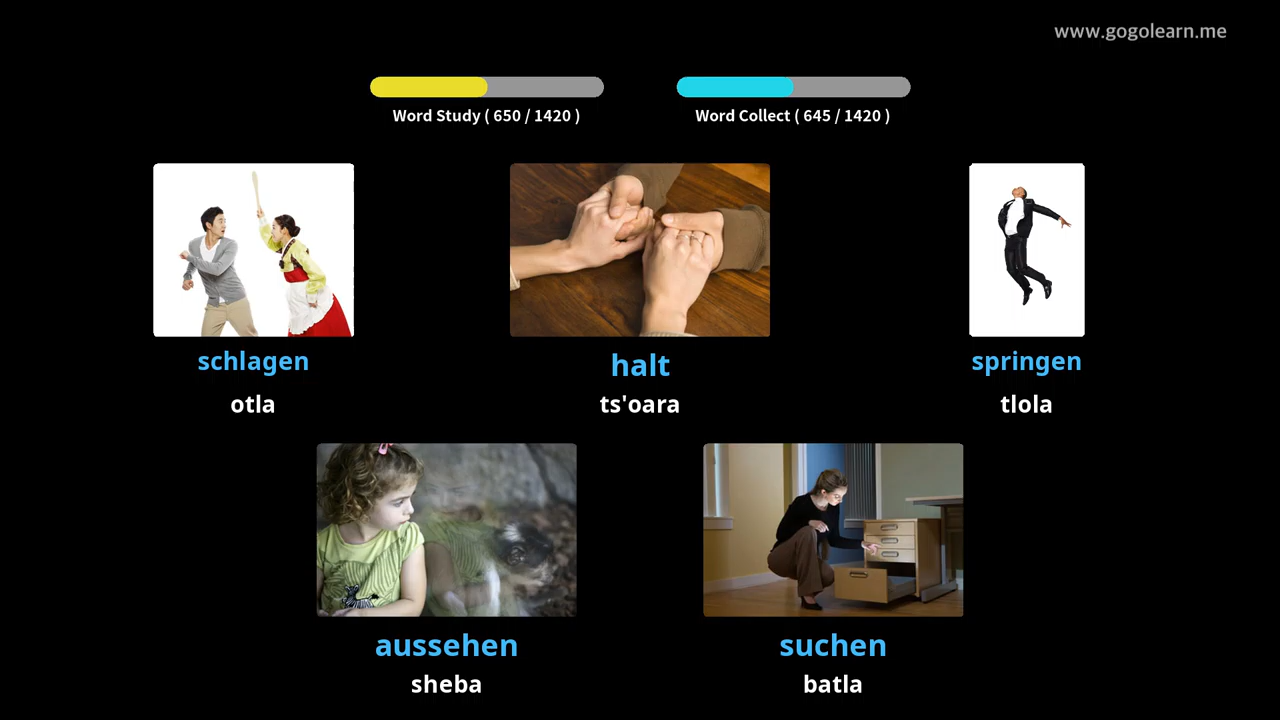 www.gogolearn.me
Word Study ( 650 / 1420 )
Word Collect ( 645 / 1420 )
schlagen
halt
springen
otla
ts'oara
tlola
aussehen
suchen
sheba
batla